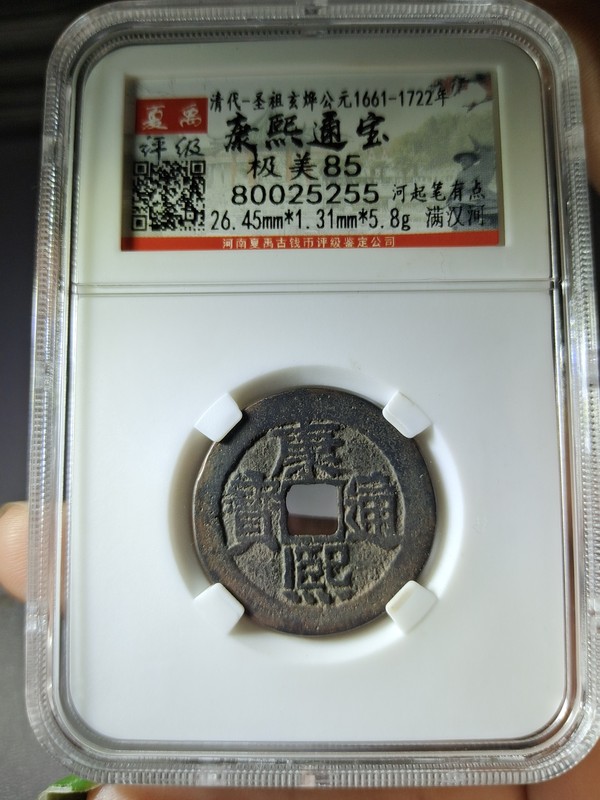 清代-圣祖玄烨公元1661-1722年
夏禹
评级
康熙通宝
极美85
80025255 河起笔有点
26.45mm*1.31mm*5.8g 满汉河
河南夏禹古钱币评级鉴定公司
康
寶 通
熙